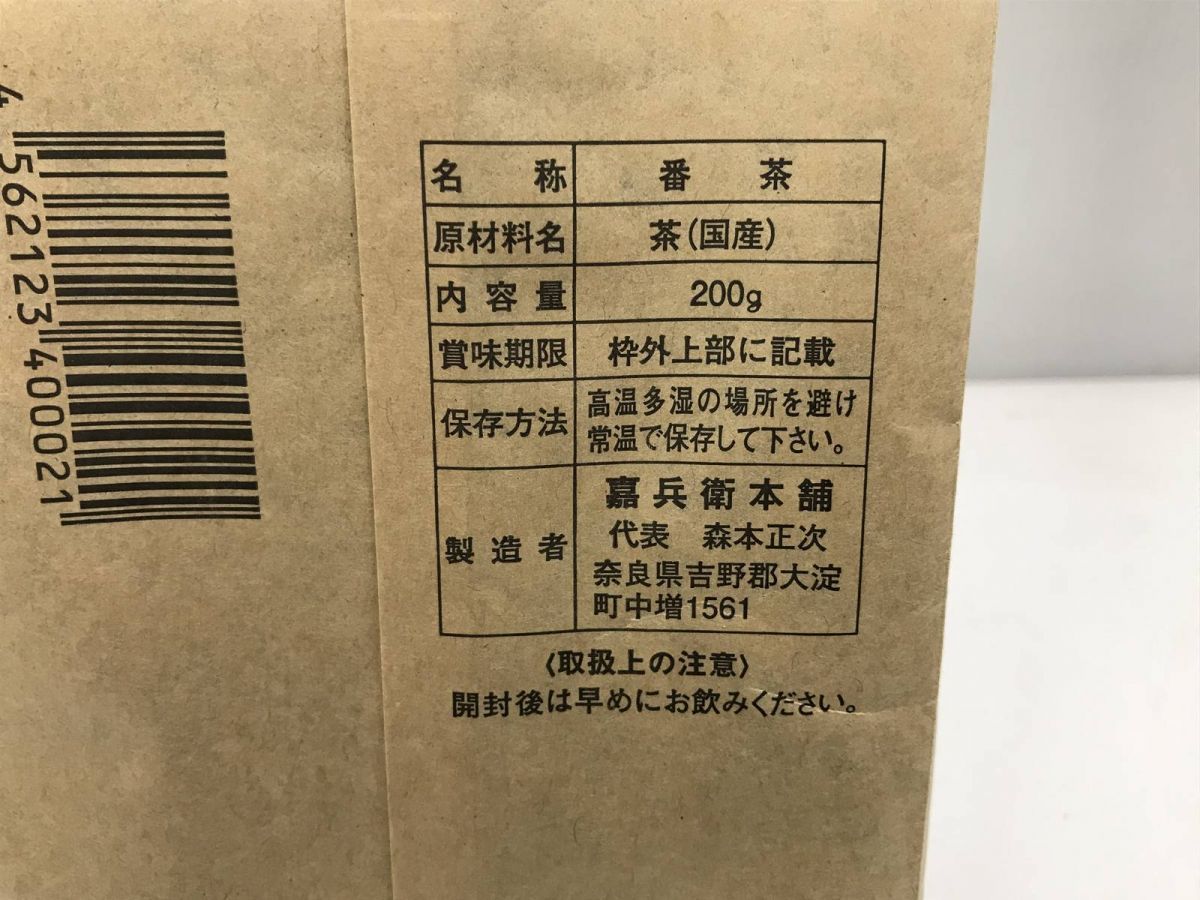 4 562123 400021
名称 番茶
原材料名 茶(国産)
内容量 200g
賞味期限 枠外上部に記載
保存方法 高温多湿の場所を避け
常温で保存して下さい。
製造者 嘉兵衛本舗
代表 森本正次
奈良県吉野郡大淀
町中増1561
〈取扱上の注意〉
開封後は早めにお飲みください。